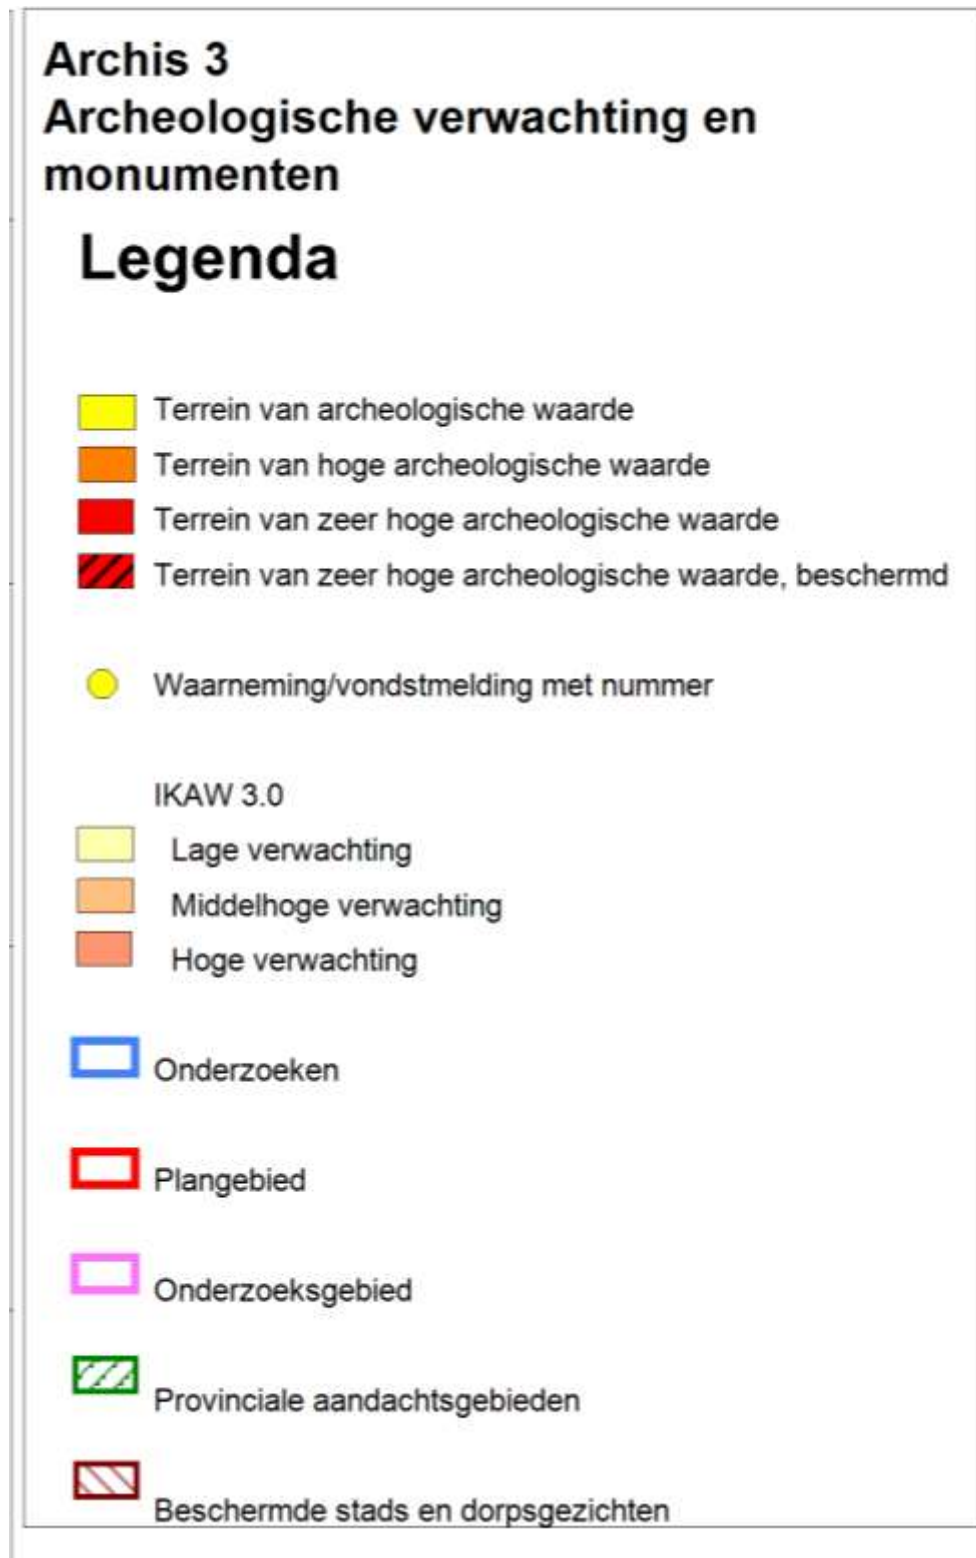 Archis 3
Archeologische verwachting en
monumenten
Legenda
Terrein van archeologische waarde
Terrein van hoge archeologische waarde
Terrein van zeer hoge archeologische waarde
Terrein van zeer hoge archeologische waarde, beschermd
Waarneming/vondstmelding met nummer
IKAW 3.0
Lage verwachting
Middelhoge verwachting
Hoge verwachting
Onderzoeken
Plangebied
Onderzoeksgebied
Provinciale aandachtsgebieden
Beschermde stads en dorpsgezichten